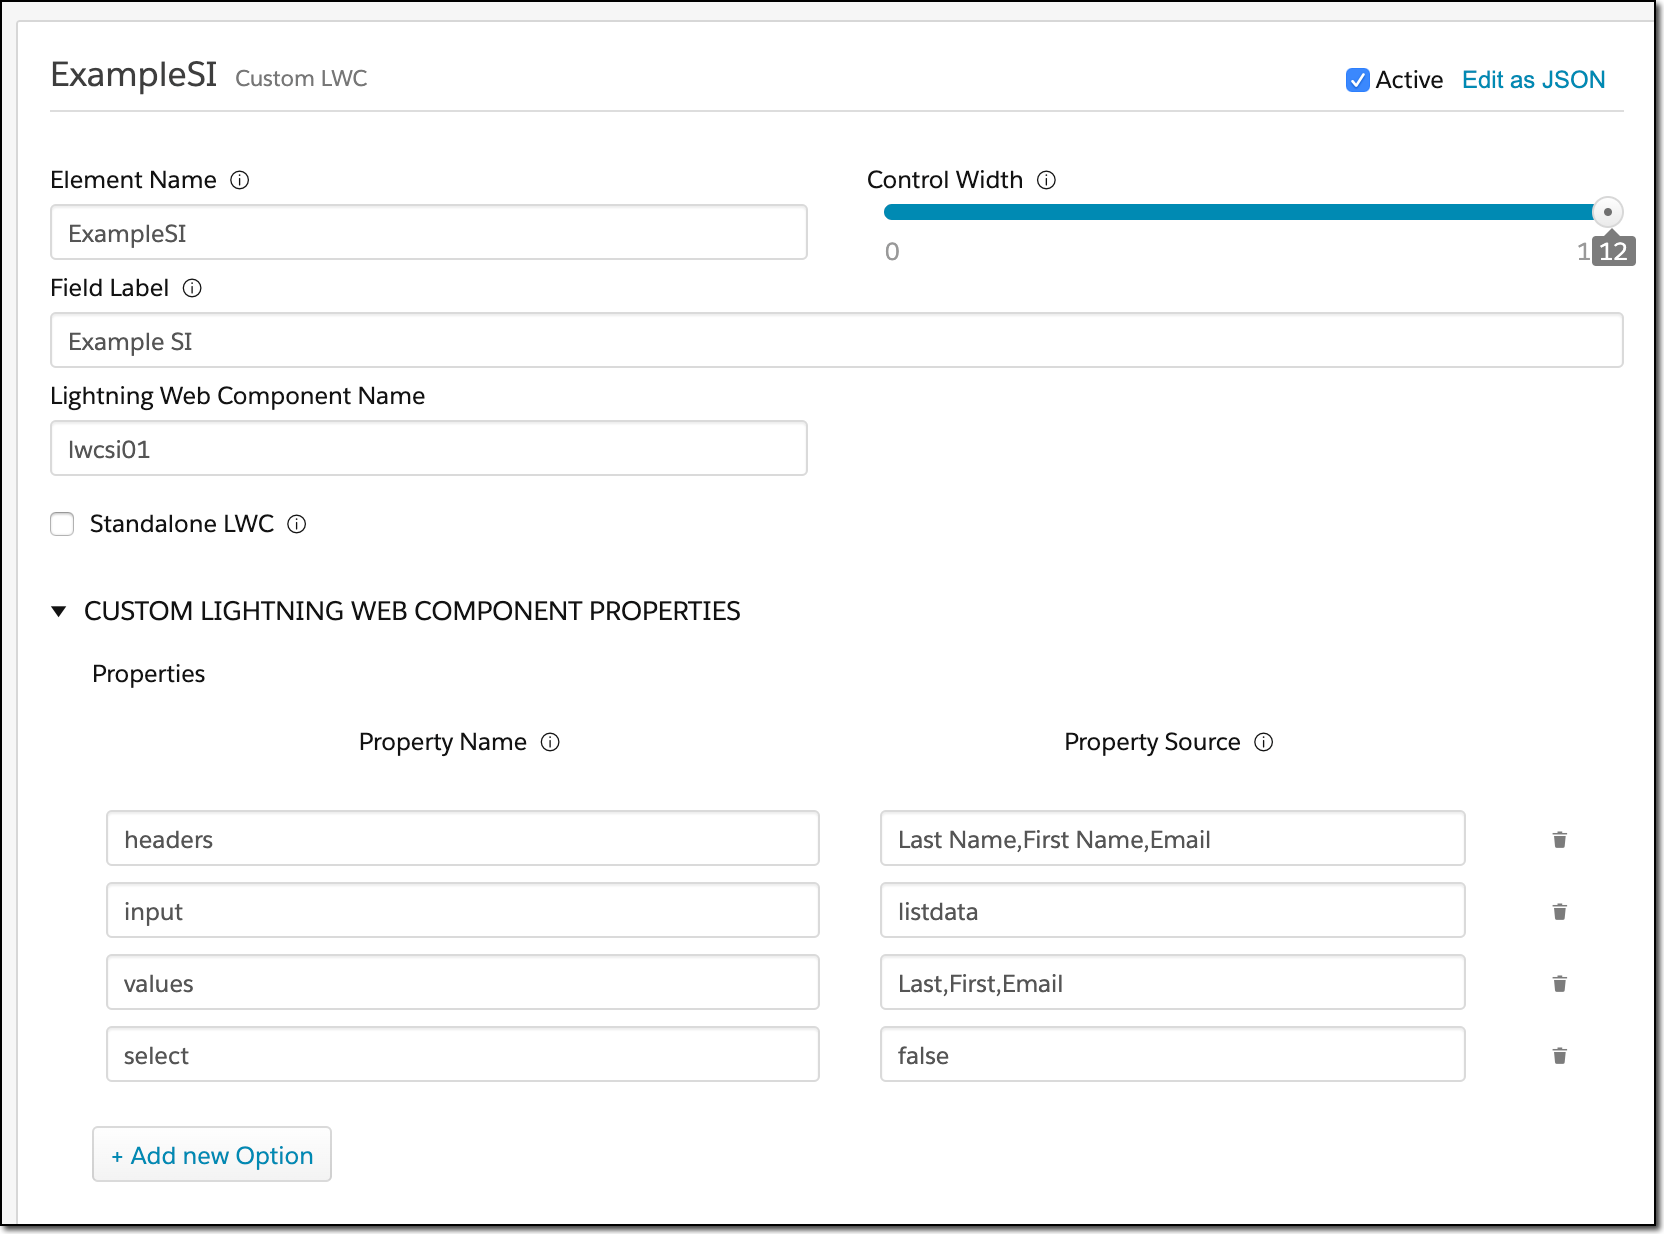 ExampleSI Custom LWC Active Edit as JSON
Element Name Control Width
ExampleSI
0 1 12
Field Label
Example SI
Lightning Web Component Name
lwcsi01
Standalone LWC
CUSTOM LIGHTNING WEB COMPONENT PROPERTIES
Properties
Property Name Property Source
headers Last Name,First Name,Email
input listdata
values Last,First,Email
select false
+ Add new Option